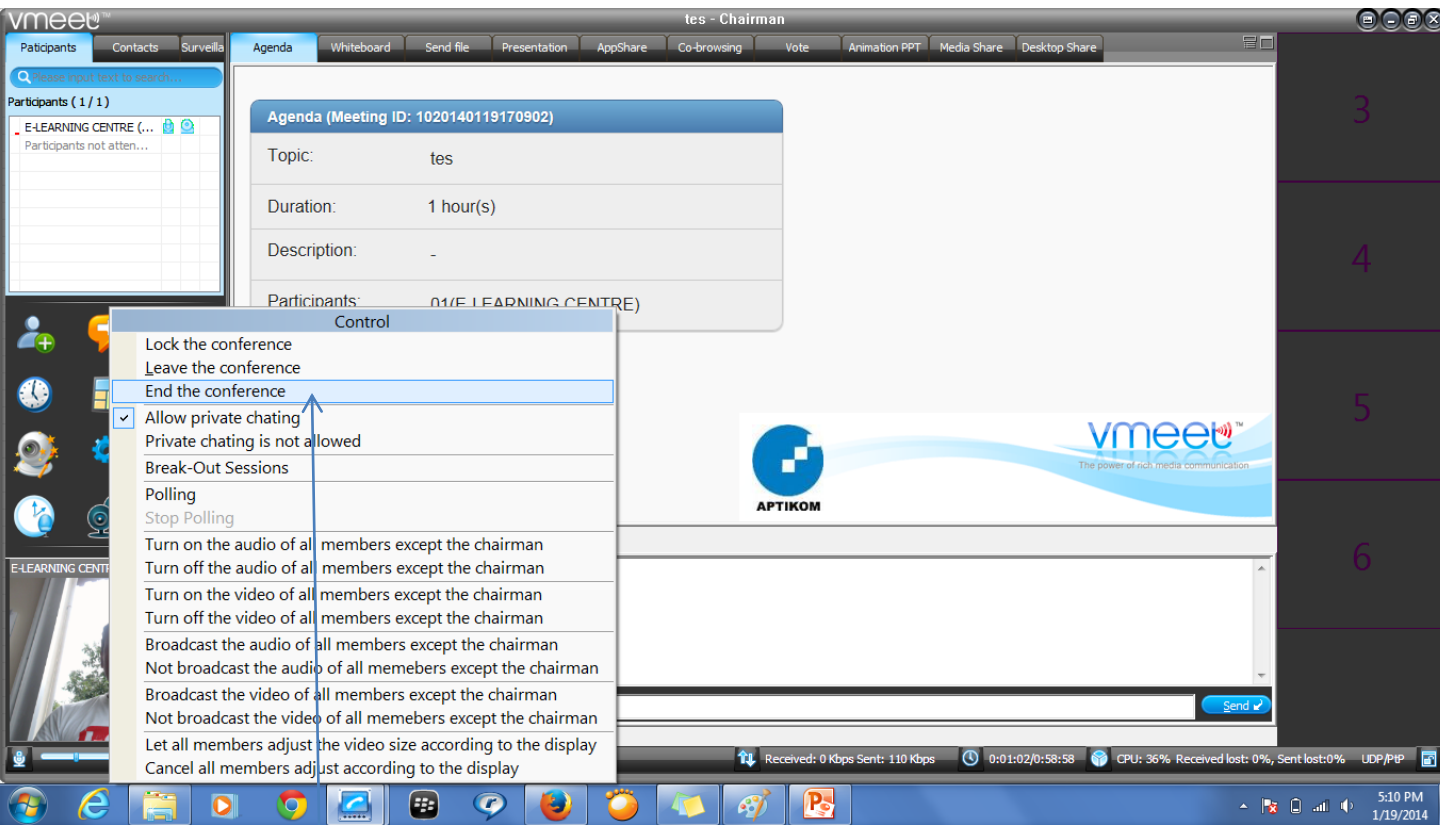 vmeet™
tes - Chairman
Paticipants Contacts Surveilla
Agenda Whiteboard Send file Presentation AppShare Co-browsing Vote Animation PPT Media Share Desktop Share
Please input text to search...
Participants ( 1 / 1 )
E-LEARNING CENTRE (...
Participants not atten...
Agenda (Meeting ID: 1020140119170902)
Topic: tes
Duration: 1 hour(s)
Description: -
Participants: 01(E LEARNING CENTRE)
3
4
5
6
Control
Lock the conference
Leave the conference
End the conference
Allow private chating
Private chating is not allowed
Break-Out Sessions
Polling
Stop Polling
Turn on the audio of all members except the chairman
Turn off the audio of all members except the chairman
Turn on the video of all members except the chairman
Turn off the video of all members except the chairman
Broadcast the audio of all members except the chairman
Not broadcast the audio of all memebers except the chairman
Broadcast the video of all members except the chairman
Not broadcast the video of all memebers except the chairman
Let all members adjust the video size according to the display
Cancel all members adjust according to the display
APTIKOM
vmeet™
The power of rich media communication
E-LEARNING CENT
Send
Received: 0 Kbps Sent: 110 Kbps 0:01:02/0:58:58 CPU: 36% Received lost: 0%, Sent lost:0% UDP/PtP
5:10 PM
1/19/2014